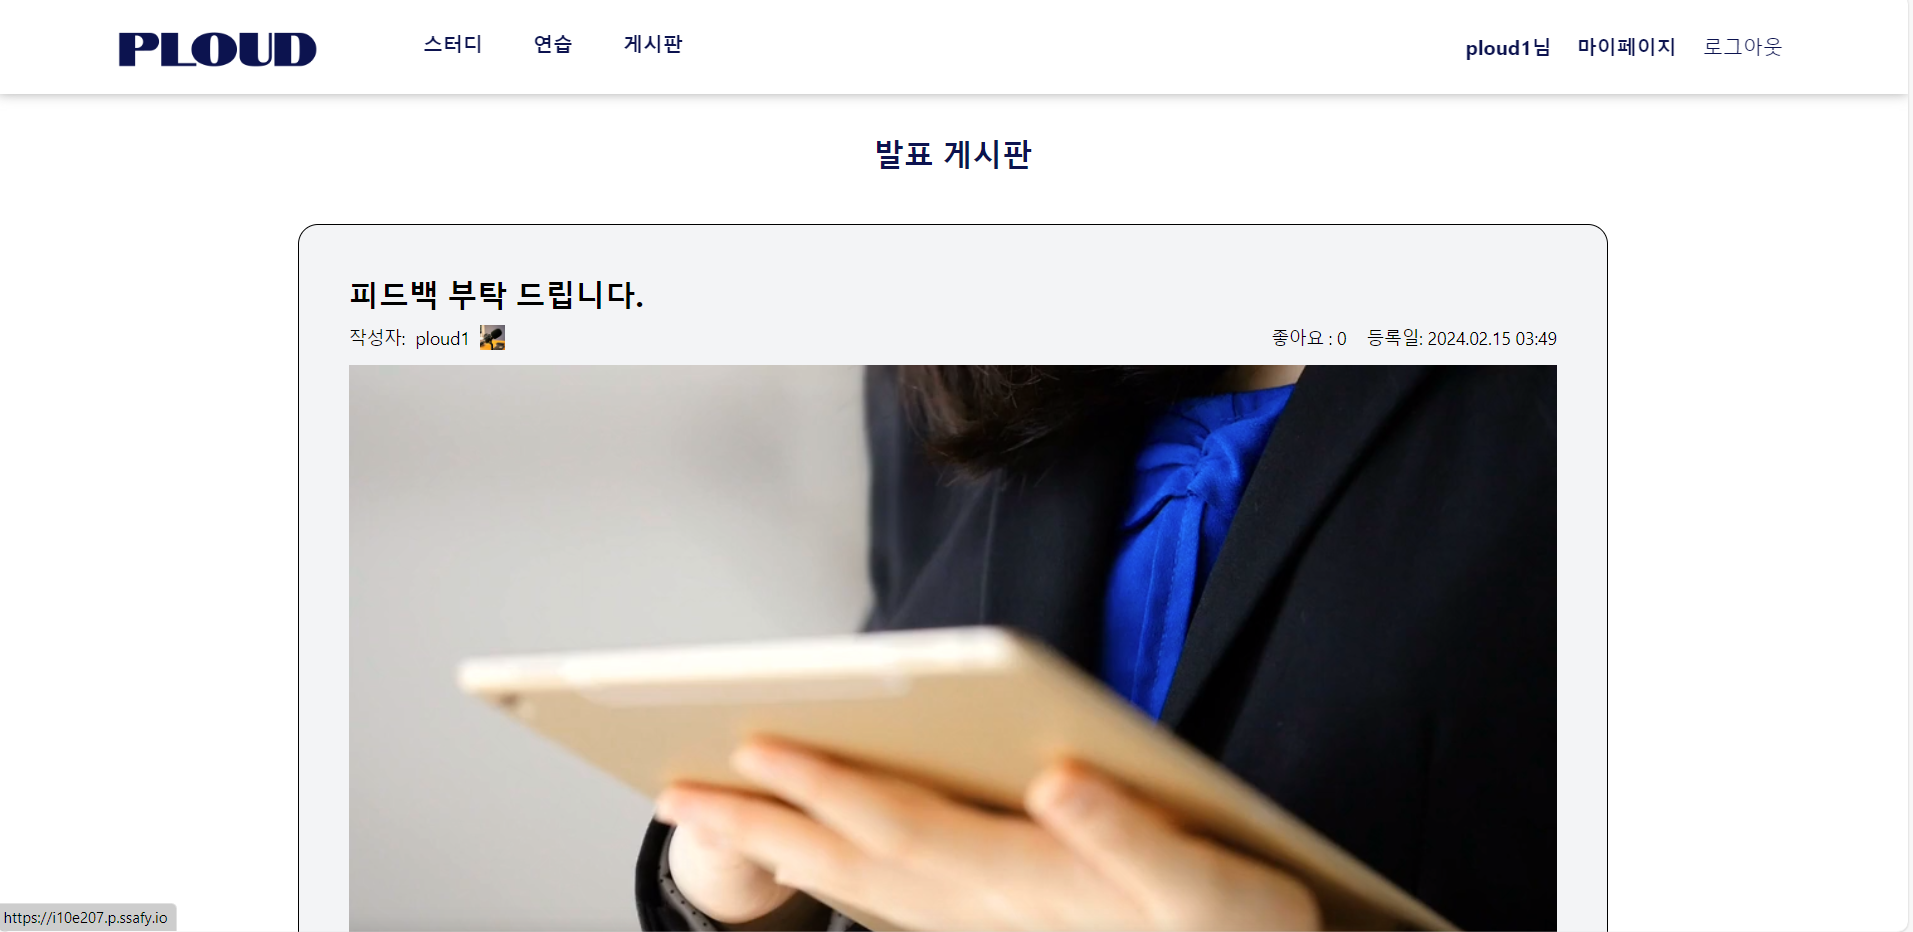 PLOUD 스터디 연습 게시판 ploud1님 마이페이지 로그아웃
발표 게시판
피드백 부탁 드립니다.
작성자: ploud1 좋아요 : 0 등록일: 2024.02.15 03:49
https://i10e207.p.ssafy.io